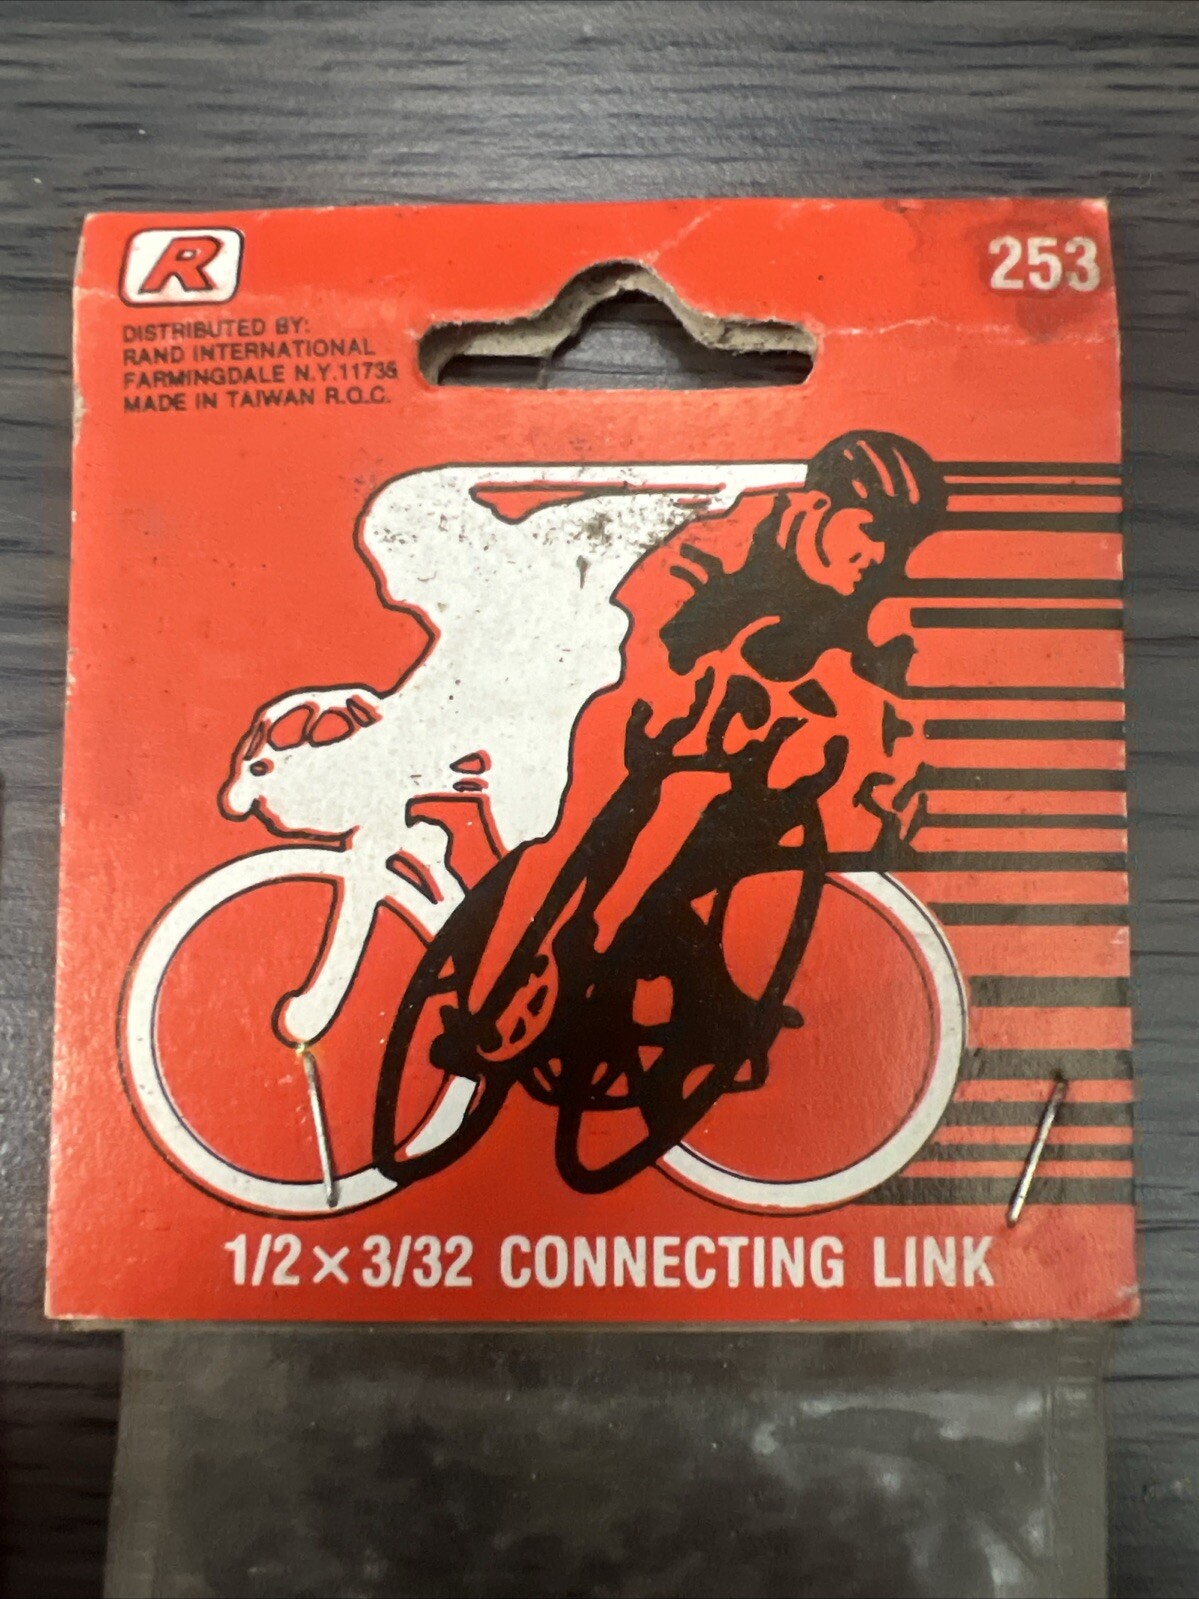 R
253
DISTRIBUTED BY:
RAND INTERNATIONAL
FARMINGDALE N.Y.11735
MADE IN TAIWAN R.O.C.
1/2 × 3/32 CONNECTING LINK